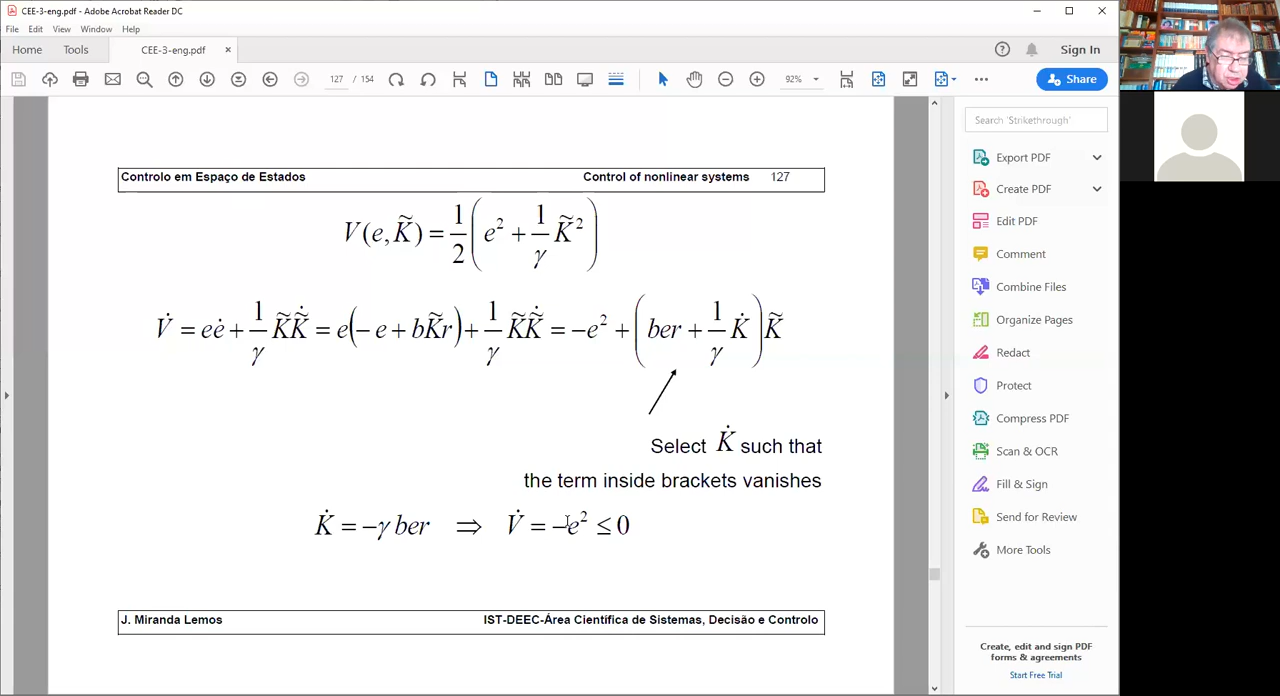 CEE-3-eng.pdf - Adobe Acrobat Reader DC
File Edit View Window Help
Home Tools CEE-3-eng.pdf × Sign In
127 / 154 92% Share
Search 'Strikethrough'
Export PDF
Create PDF
Edit PDF
Comment
Combine Files
Organize Pages
Redact
Protect
Compress PDF
Scan & OCR
Fill & Sign
Send for Review
More Tools
Create, edit and sign PDF
forms & agreements
Start Free Trial
Controlo em Espaço de Estados Control of nonlinear systems 127
V(e, K̃) = 1/2 (e² + 1/γ K̃²)
V̇ = eė + 1/γ K̃K̃̇ = e(−e + bK̃r) + 1/γ K̃K̃̇ = −e² + (ber + 1/γ K̇)K̃
Select K̇ such that
the term inside brackets vanishes
K̇ = −γ ber ⇒ V̇ = −e² ≤ 0
J. Miranda Lemos IST-DEEC-Área Científica de Sistemas, Decisão e Controlo